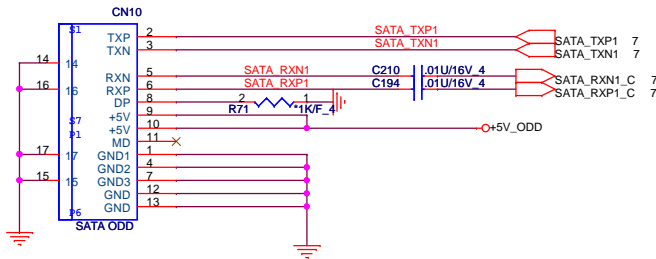 CN10
S1
TXP 2 SATA_TXP1 SATA_TXP1 7
TXN 3 SATA_TXN1 SATA_TXN1 7
14 14
RXN 5 SATA_RXN1 C210 .01U/16V_4 SATA_RXN1_C 7
16 16 RXP 6 SATA_RXP1 C194 .01U/16V_4 SATA_RXP1_C 7
DP 8 2 R71 1 *1K/F_4
+5V 9
S7 +5V 10 +5V_ODD
P1 MD 11
17 17 GND1 1
GND2 4
15 15 GND3 7
GND 12
P6 GND 13
SATA ODD